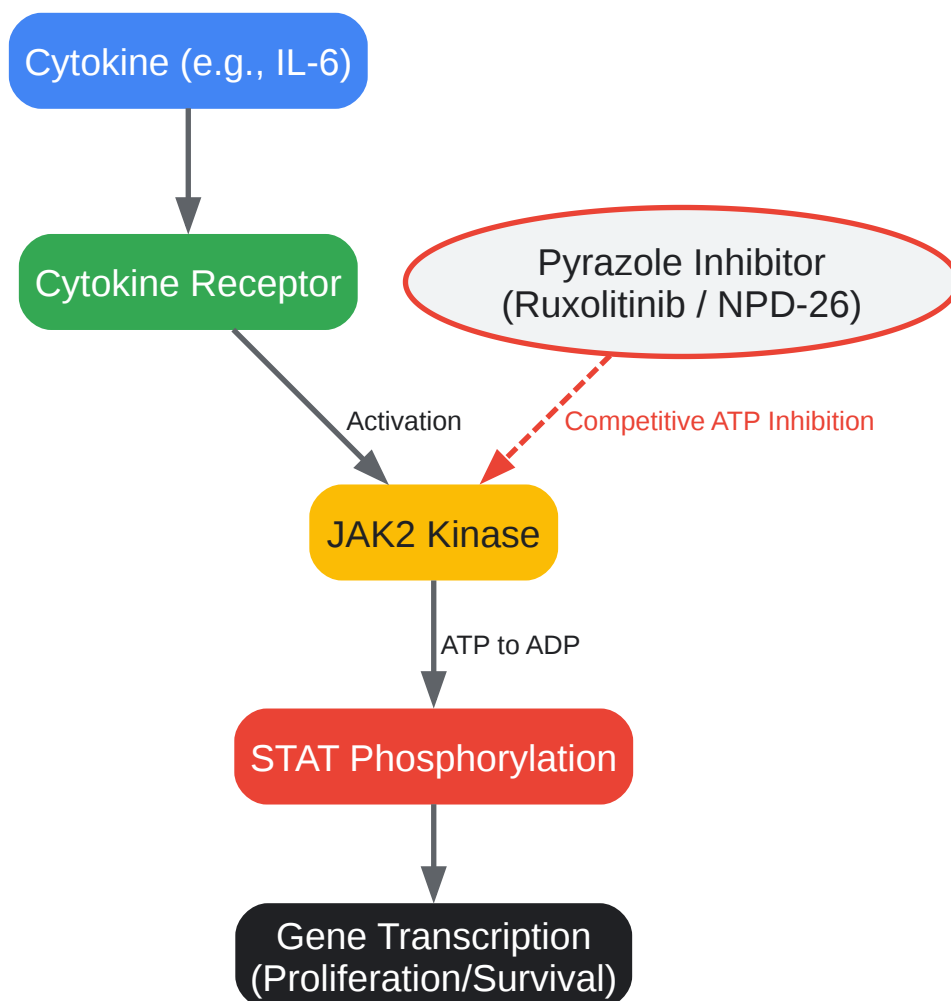 Cytokine (e.g., IL-6)
Cytokine Receptor
Pyrazole Inhibitor
(Ruxolitinib / NPD-26)
Activation
Competitive ATP Inhibition
JAK2 Kinase
ATP to ADP
STAT Phosphorylation
Gene Transcription
(Proliferation/Survival)